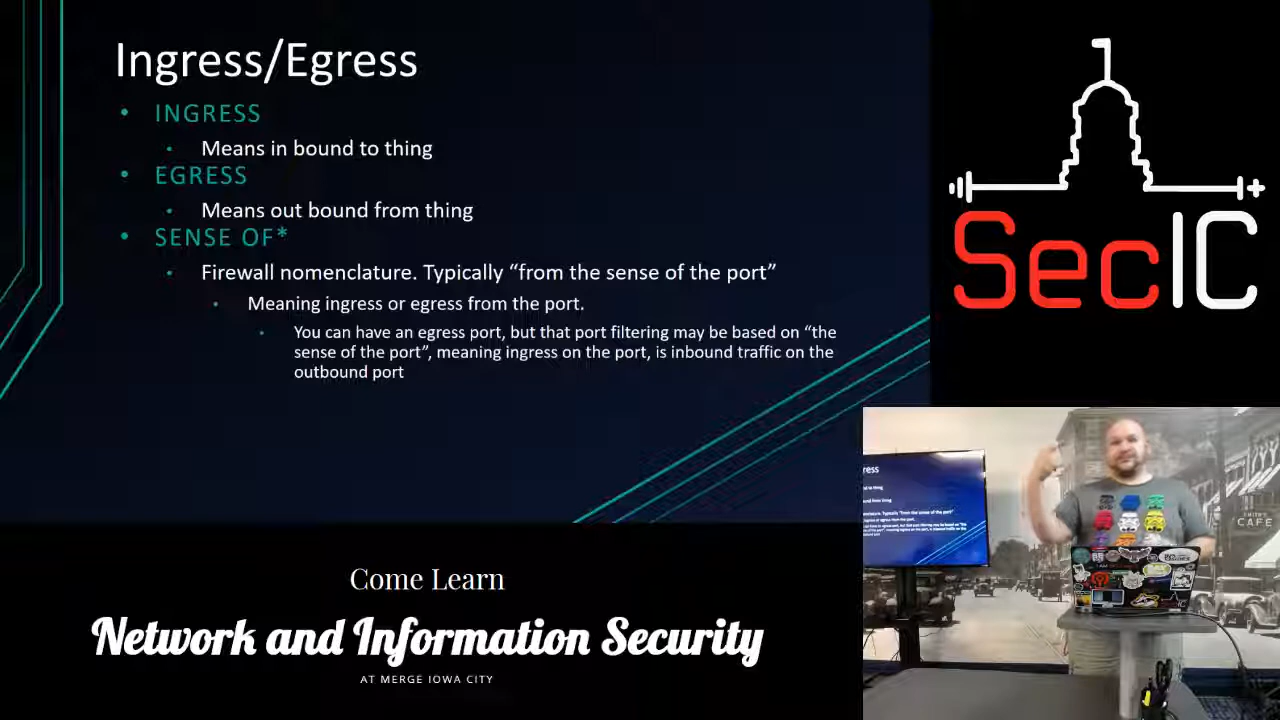 Ingress/Egress
• INGRESS
• Means in bound to thing
• EGRESS
• Means out bound from thing
• SENSE OF*
• Firewall nomenclature. Typically “from the sense of the port”
• Meaning ingress or egress from the port.
• You can have an egress port, but that port filtering may be based on “the
sense of the port”, meaning ingress on the port, is inbound traffic on the
outbound port
SecIC
Come Learn
Network and Information Security
AT MERGE IOWA CITY
CAFE